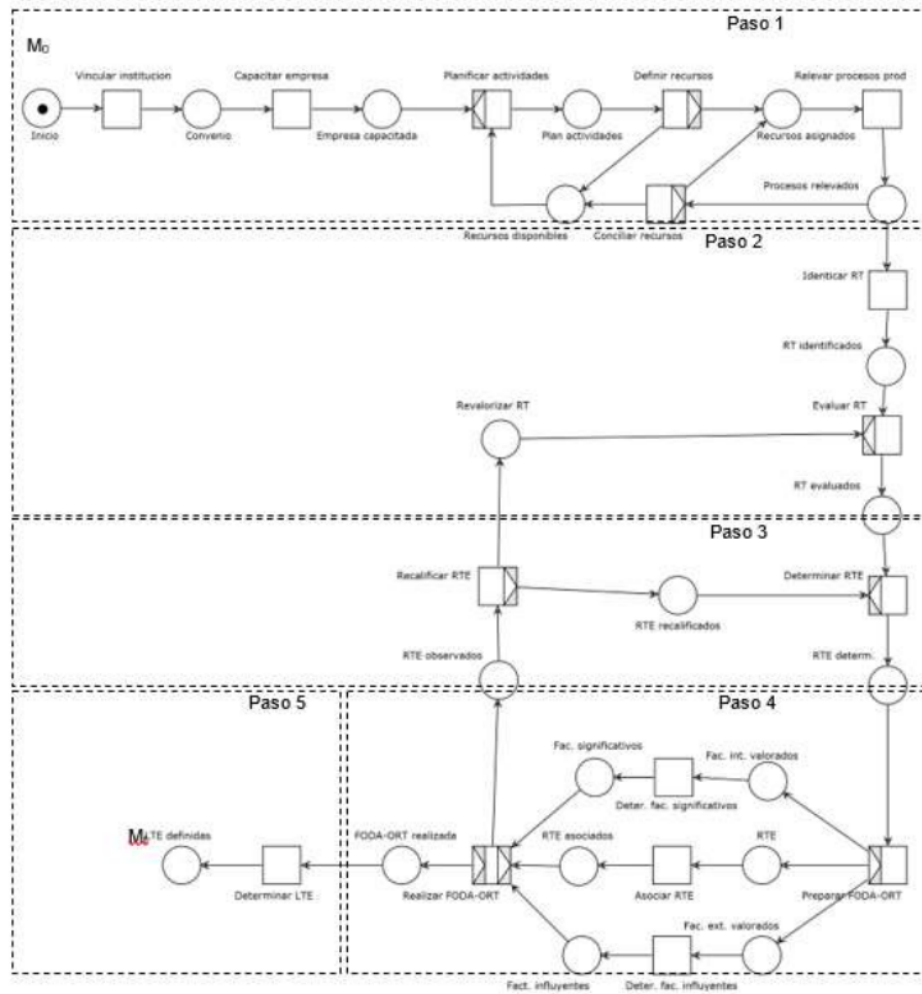 Paso 1
M₀
Vincular institucion
Capacitar empresa
Planificar actividades
Definir recursos
Relevar procesos prod
Inicio
Convenio
Empresa capacitada
Plan actividades
Recursos asignados
Procesos relevados
Recursos disponibles
Conciliar recursos
Paso 2
Identicar RT
RT identificados
Revalorizar RT
Evaluar RT
RT evaluados
Paso 3
Recalificar RTE
Determinar RTE
RTE recalificados
RTE observados
RTE determ.
Paso 5
Paso 4
Fac. significativos
Fac. int. valorados
Deter. fac. significativos
LTE definidas
FODA-ORT realizada
RTE asociados
RTE
Determinar LTE
Realizar FODA-ORT
Asociar RTE
Preparar FODA-ORT
Fac. ext. valorados
Fact. influyentes
Deter. fac. influyentes